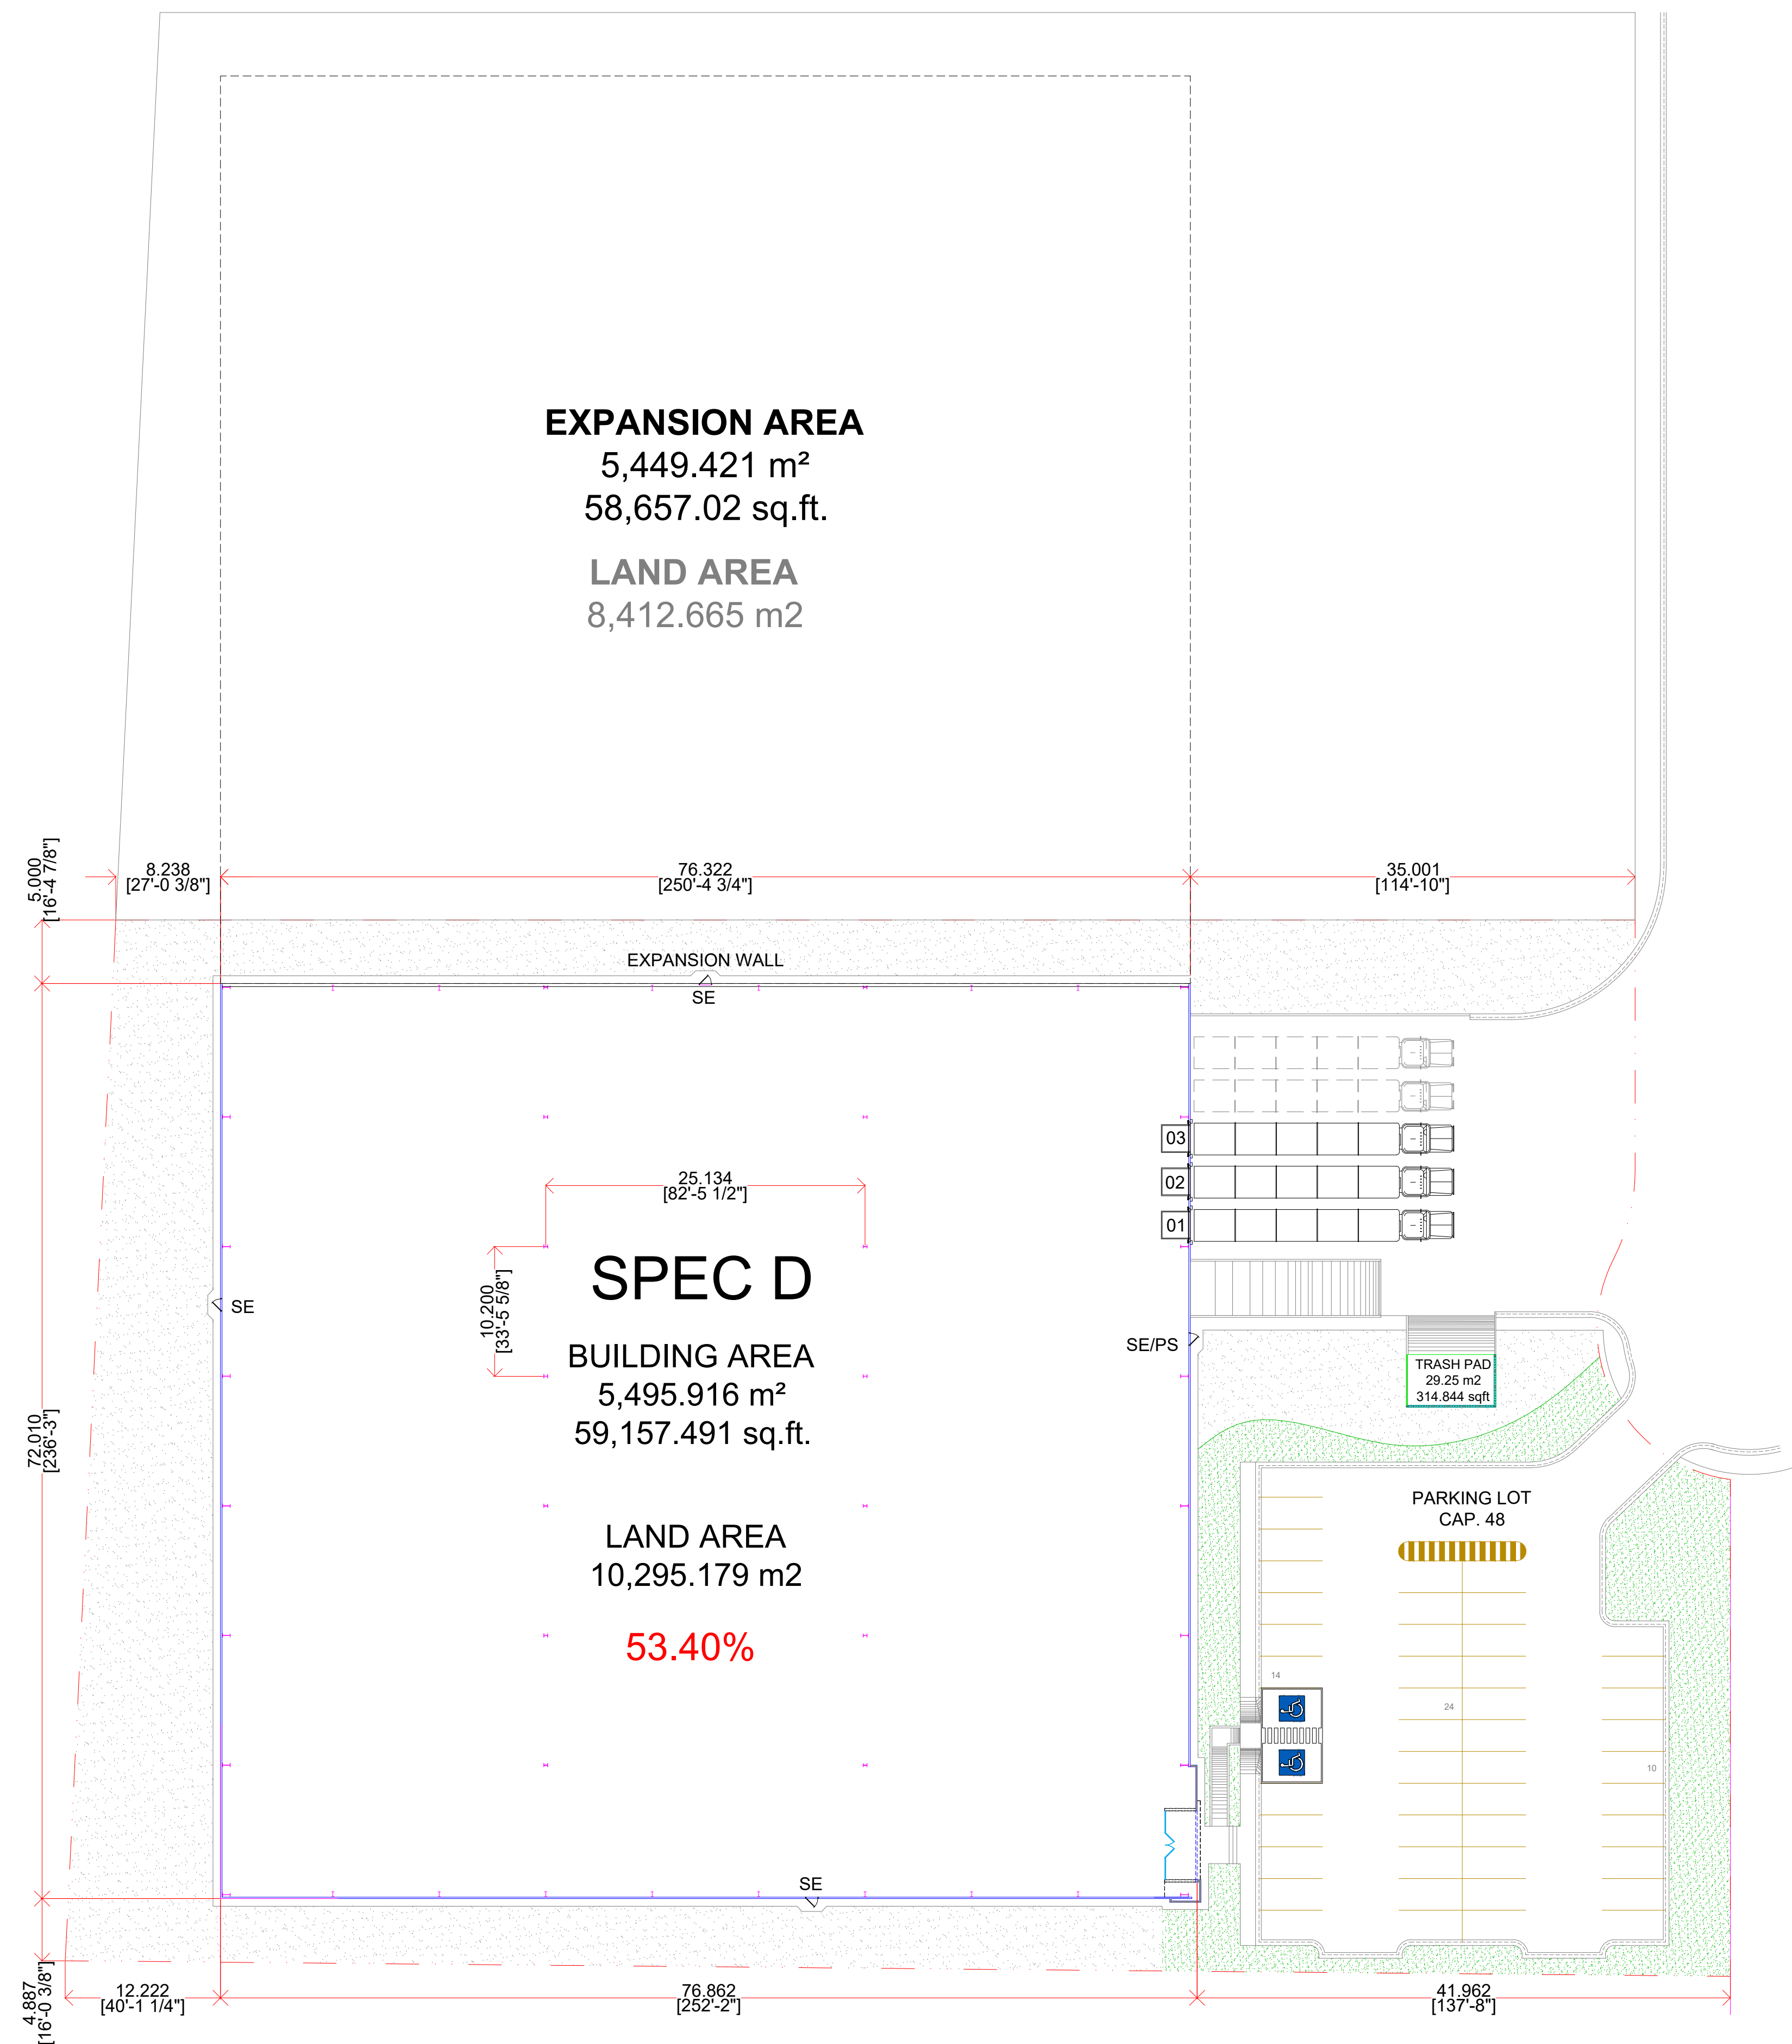 EXPANSION AREA
5,449.421 m²
58,657.02 sq.ft.
LAND AREA
8,412.665 m2
5.000
[16'-4 7/8"]
8.238
[27'-0 3/8"]
76.322
[250'-4 3/4"]
35.001
[114'-10"]
EXPANSION WALL
SE
03
02
01
25.134
[82'-5 1/2"]
10.200
[33'-5 5/8"]
SPEC D
SE
SE/PS
BUILDING AREA
5,495.916 m²
59,157.491 sq.ft.
TRASH PAD
29.25 m2
314.844 sqft
72.010
[236'-3"]
LAND AREA
10,295.179 m2
53.40%
PARKING LOT
CAP. 48
14
24
10
SE
4.887
[16'-0 3/8"]
12.222
[40'-1 1/4"]
76.862
[252'-2"]
41.962
[137'-8"]